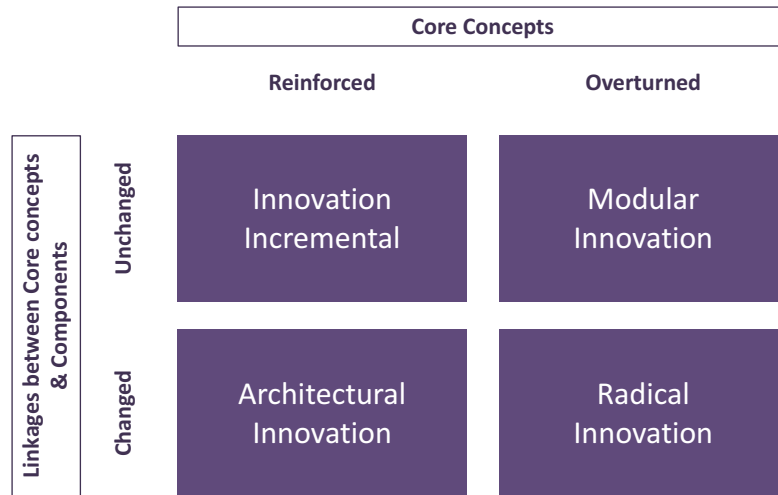 Core Concepts
Reinforced
Overturned
Linkages between Core concepts
& Components
Unchanged
Innovation
Incremental
Modular
Innovation
Changed
Architectural
Innovation
Radical
Innovation